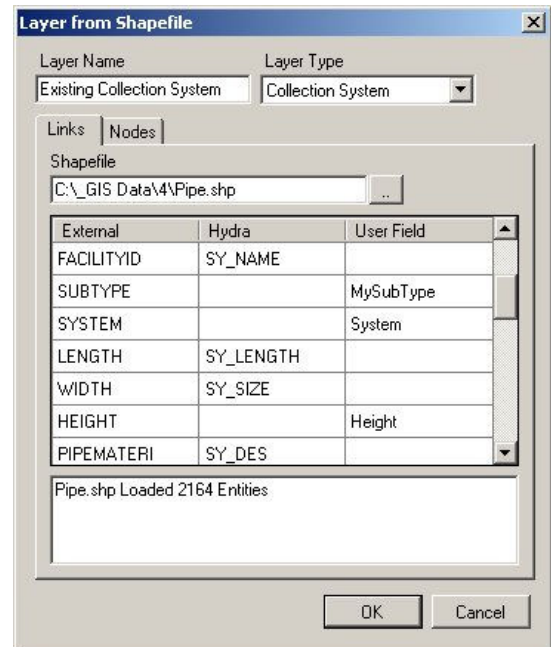 Layer from Shapefile
Layer Name Layer Type
Existing Collection System Collection System
Links Nodes
Shapefile
C:\_GIS Data\4\Pipe.shp ..
External Hydra User Field
FACILITYID SY_NAME
SUBTYPE MySubType
SYSTEM System
LENGTH SY_LENGTH
WIDTH SY_SIZE
HEIGHT Height
PIPEMATERI SY_DES
Pipe.shp Loaded 2164 Entities
OK Cancel